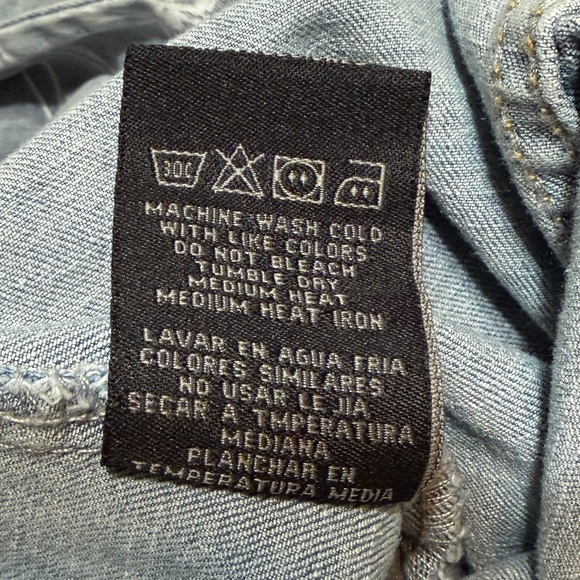 30C
MACHINE WASH COLD
WITH LIKE COLORS
DO NOT BLEACH
TUMBLE DRY
MEDIUM HEAT
MEDIUM HEAT IRON
LAVAR EN AGUA FRIA
COLORES SIMILARES
NO USAR LEJIA
SECAR A TMPERATURA
MEDIANA
PLANCHAR EN
TEMPERATURA MEDIA